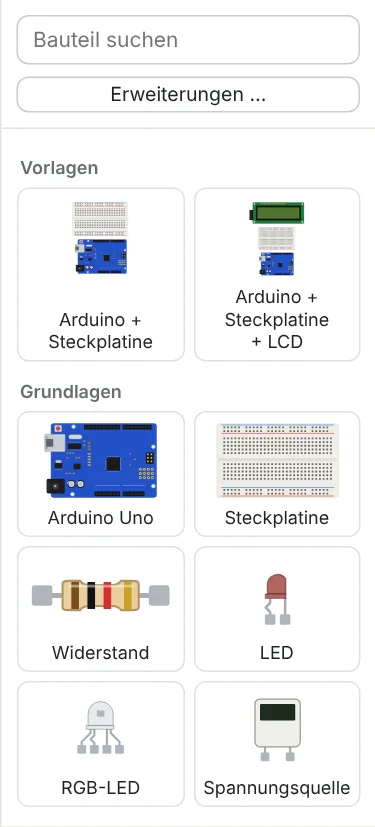 Bauteil suchen
Erweiterungen ...
Vorlagen
Arduino +
Steckplatine
Arduino +
Steckplatine
+ LCD
Grundlagen
Arduino Uno
Steckplatine
Widerstand
LED
RGB-LED
Spannungsquelle